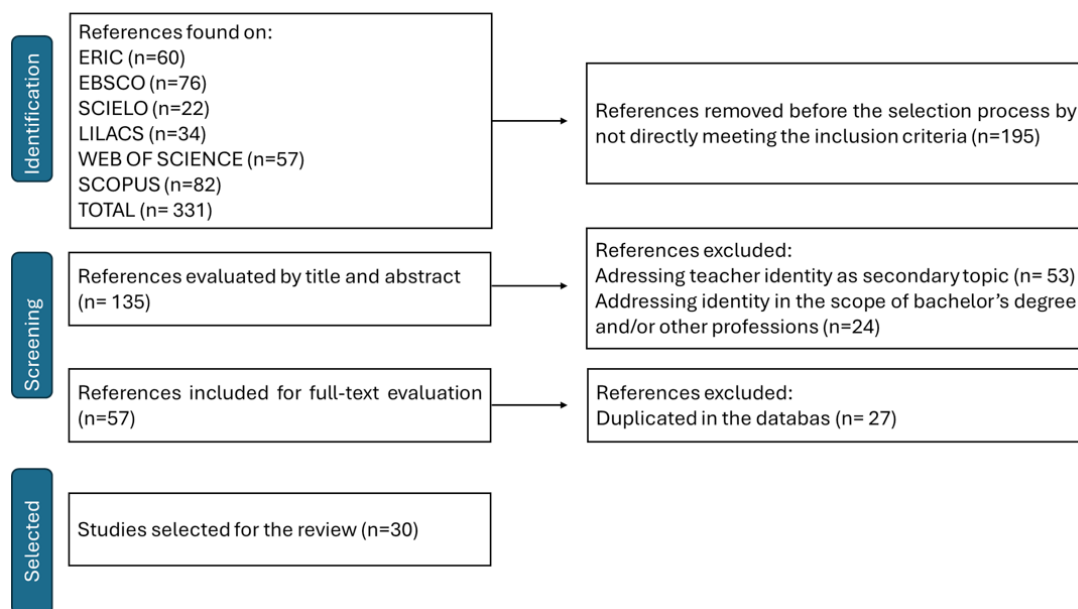 Identification
References found on:
ERIC (n=60)
EBSCO (n=76)
SCIELO (n=22)
LILACS (n=34)
WEB OF SCIENCE (n=57)
SCOPUS (n=82)
TOTAL (n= 331)
References removed before the selection process by
not directly meeting the inclusion criteria (n=195)
Screening
References evaluated by title and abstract
(n= 135)
References excluded:
Adressing teacher identity as secondary topic (n= 53)
Addressing identity in the scope of bachelor’s degree
and/or other professions (n=24)
References included for full-text evaluation
(n=57)
References excluded:
Duplicated in the databas (n= 27)
Selected
Studies selected for the review (n=30)